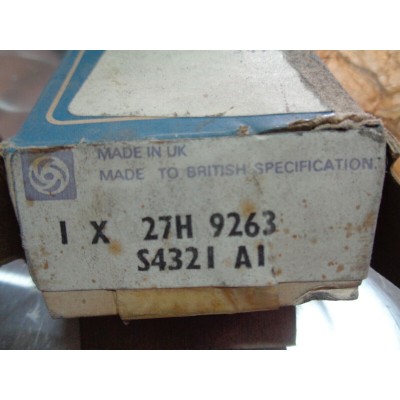 MADE IN UK
MADE TO BRITISH SPECIFICATION.
1 X 27H 9263
S4321 A1